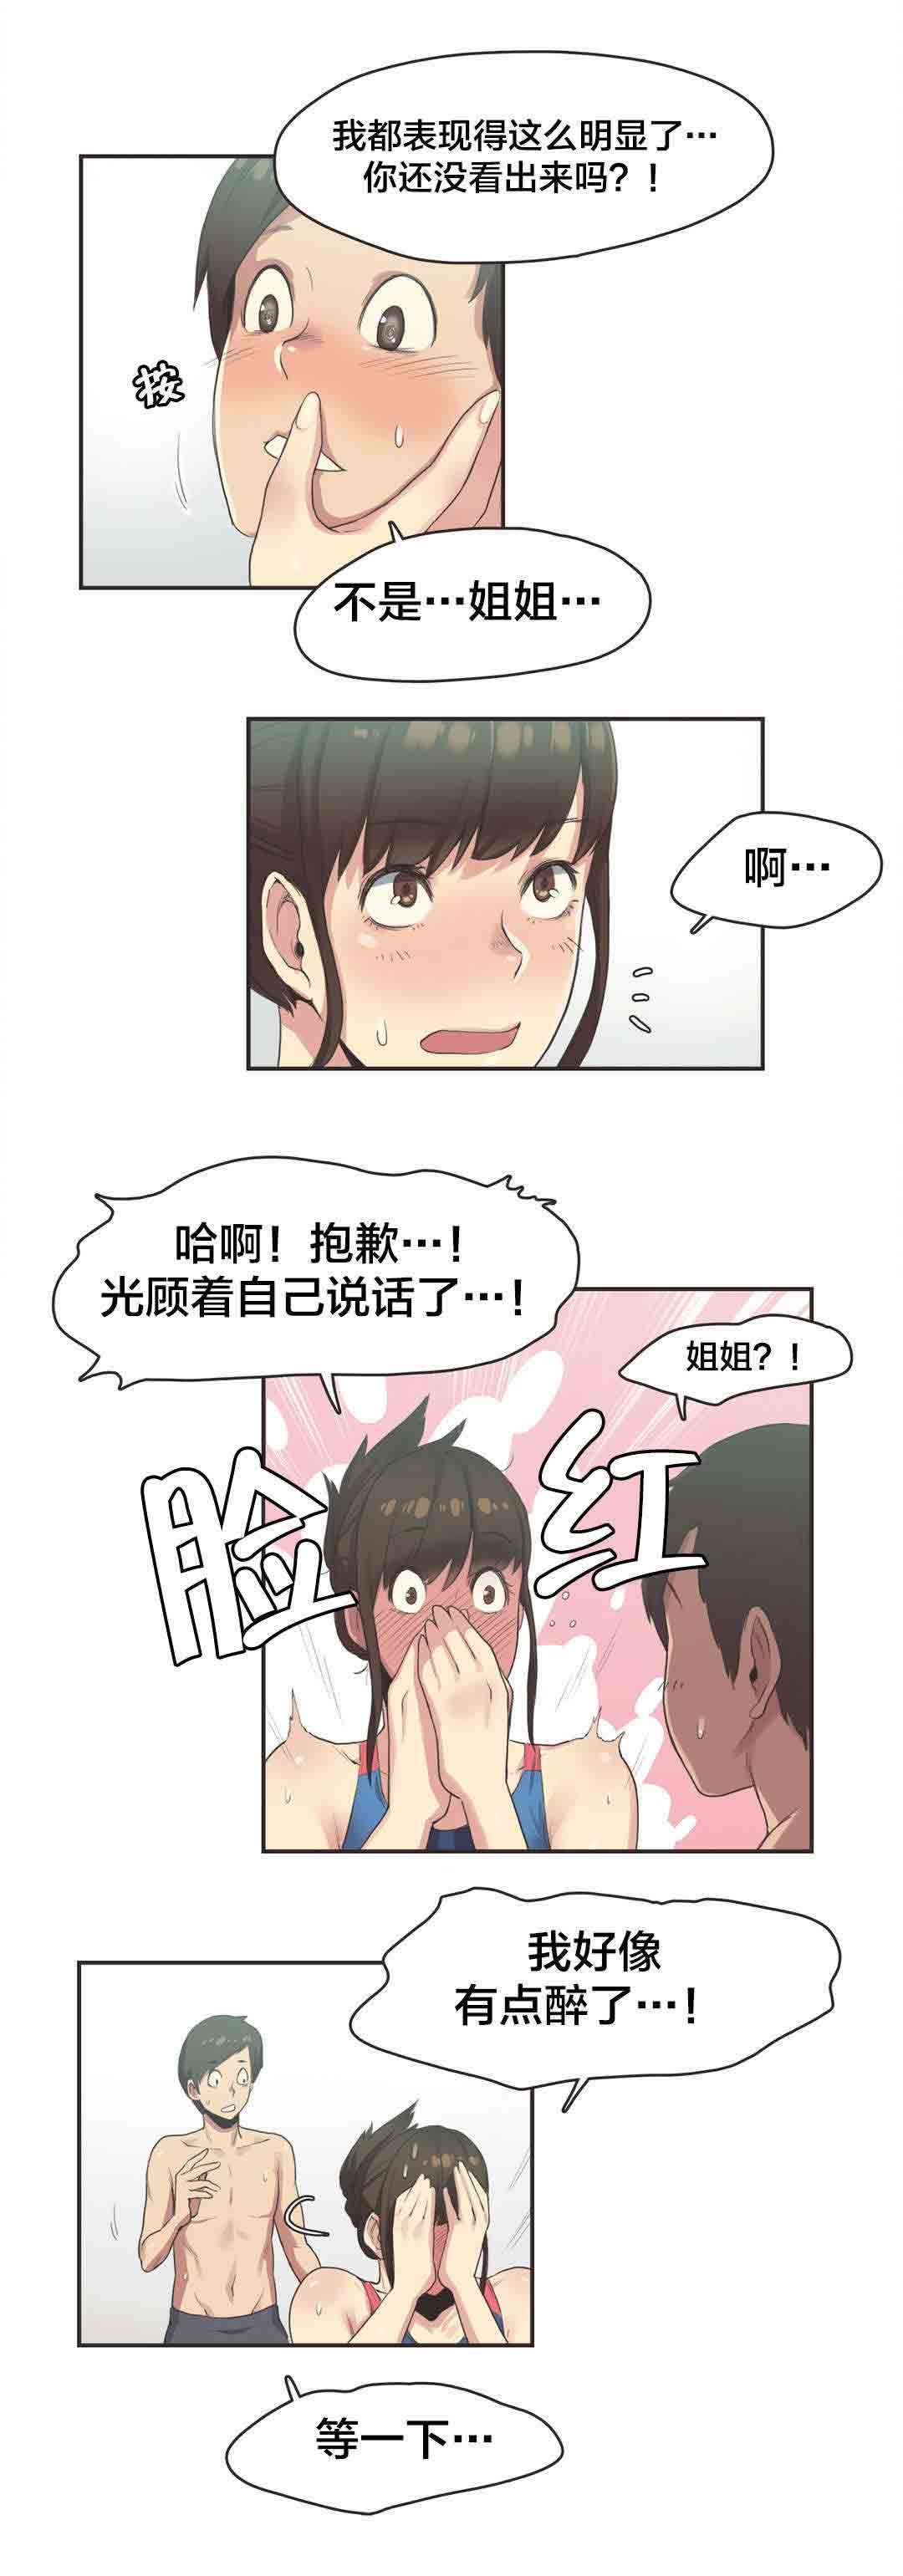 我都表现得这么明显了…
你还没看出来吗？！
按
不是…姐姐…
啊…
哈啊！抱歉…！
光顾着自己说话了…！
姐姐？！
脸红
我好像
有点醉了…！
等一下…